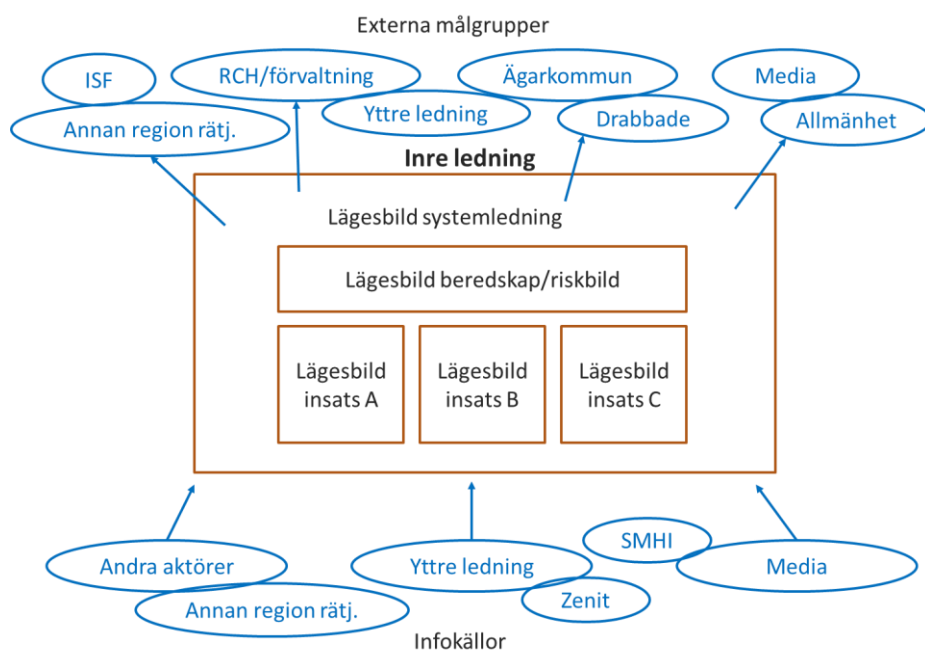 Externa målgrupper
ISF
RCH/förvaltning
Ägarkommun
Media
Annan region rätj.
Yttre ledning
Drabbade
Allmänhet
Inre ledning
Lägesbild systemledning
Lägesbild beredskap/riskbild
Lägesbild
insats A
Lägesbild
insats B
Lägesbild
insats C
SMHI
Andra aktörer
Yttre ledning
Media
Annan region rätj.
Zenit
Infokällor